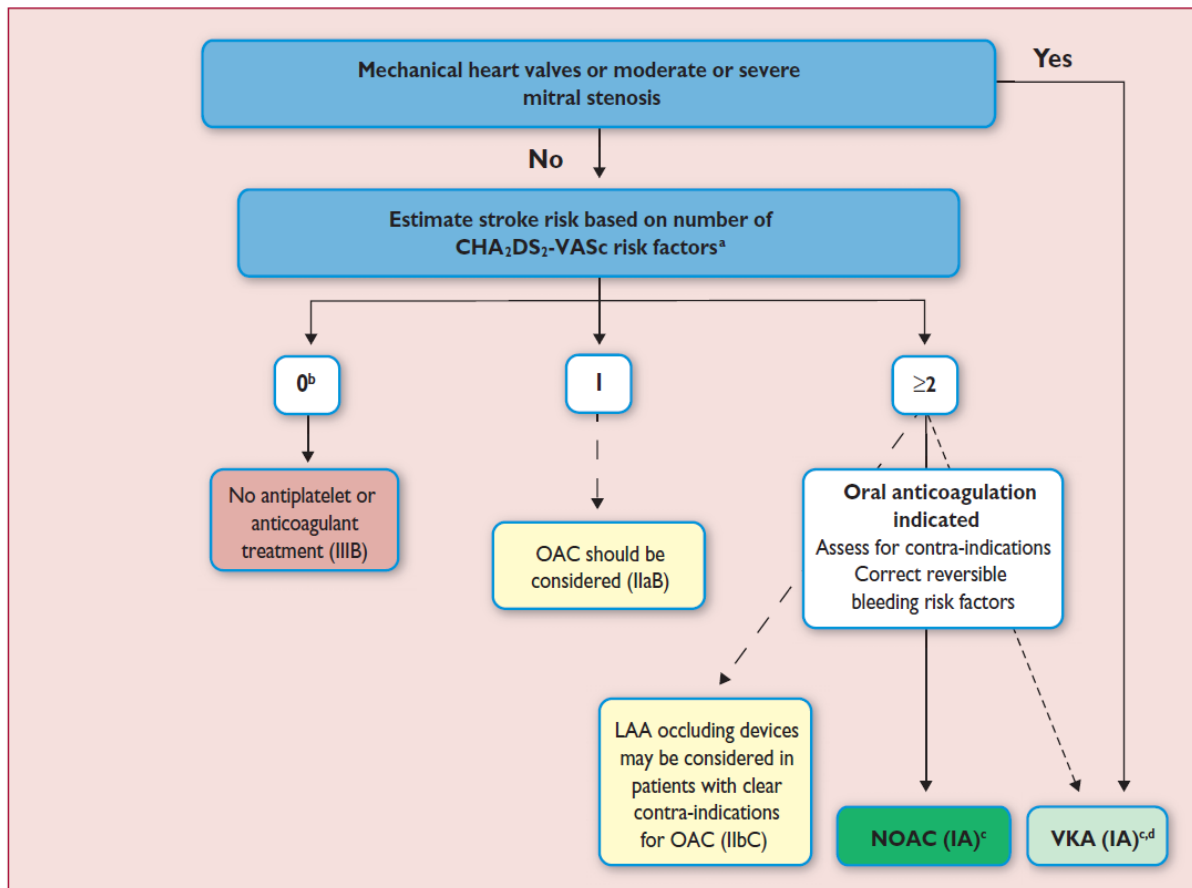 Mechanical heart valves or moderate or severe
mitral stenosis
Yes
No
Estimate stroke risk based on number of
CHA₂DS₂-VASc risk factorsᵃ
0ᵇ
1
≥2
No antiplatelet or
anticoagulant
treatment (IIIB)
OAC should be
considered (IIaB)
Oral anticoagulation
indicated
Assess for contra-indications
Correct reversible
bleeding risk factors
LAA occluding devices
may be considered in
patients with clear
contra-indications
for OAC (IIbC)
NOAC (IA)ᶜ
VKA (IA)ᶜ,ᵈ